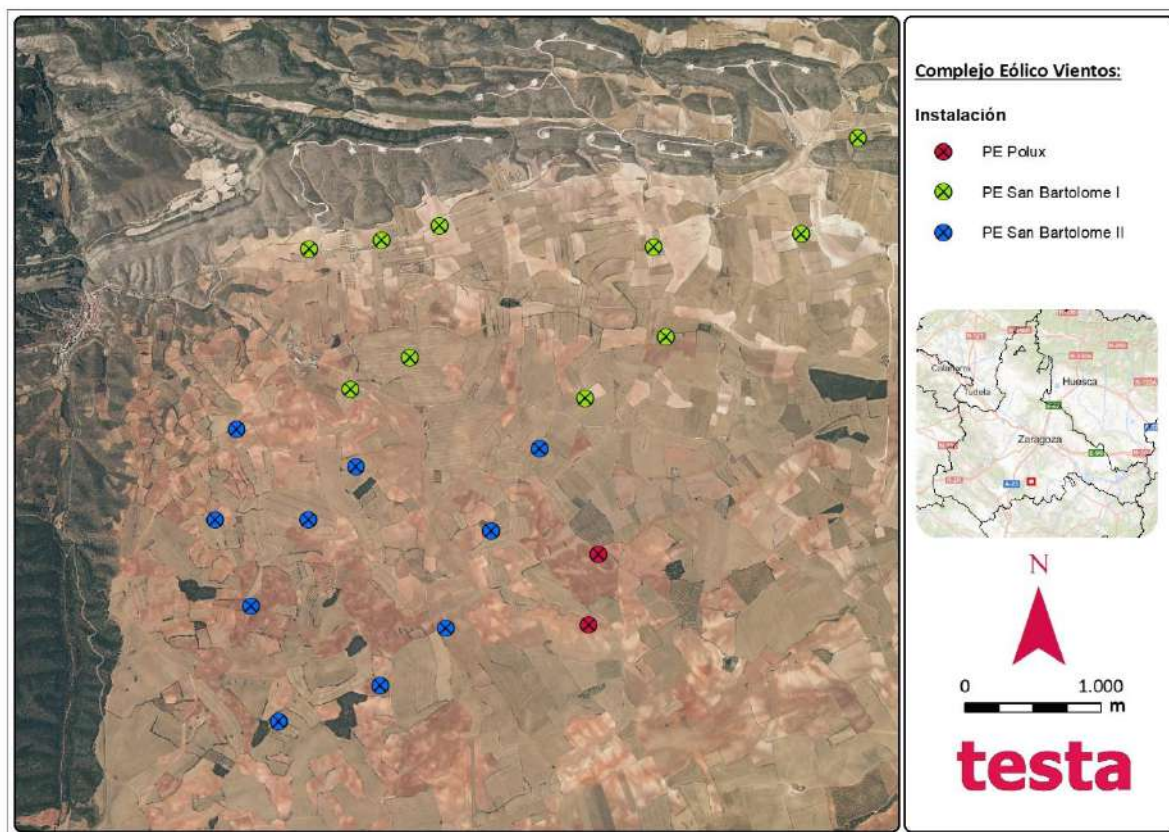 Complejo Eólico Vientos:
Instalación
PE Polux
PE San Bartolome I
PE San Bartolome II
Calahorra
Tudela
Huesca
Zaragoza
N
0 1.000
m
testa